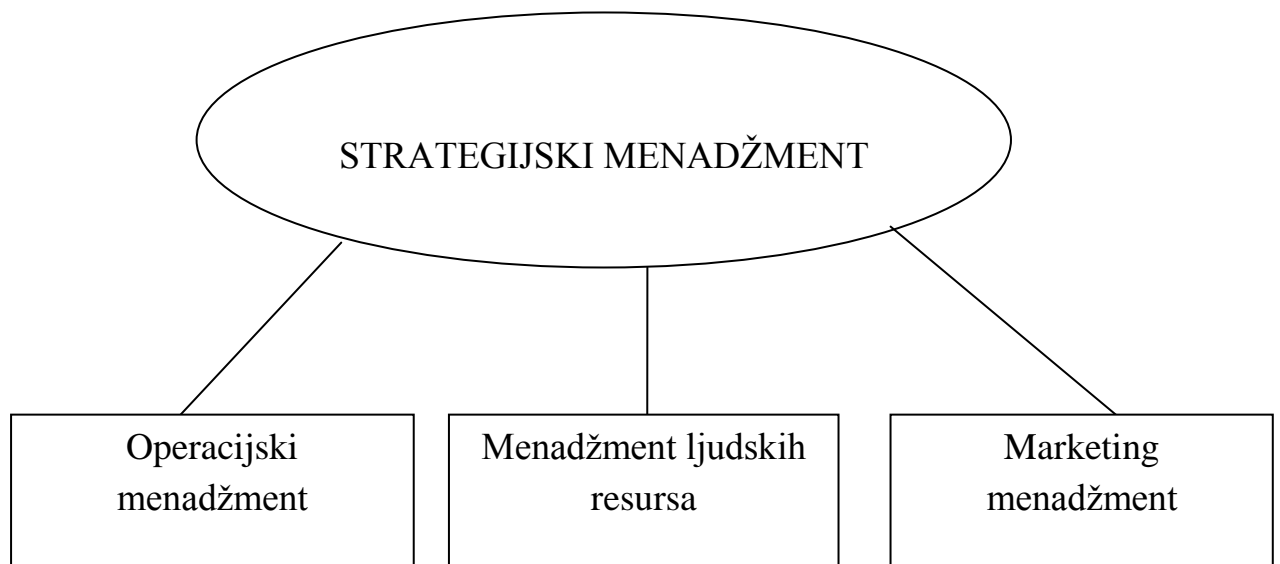 STRATEGIJSKI MENADŽMENT
Operacijski
menadžment
Menadžment ljudskih
resursa
Marketing
menadžment